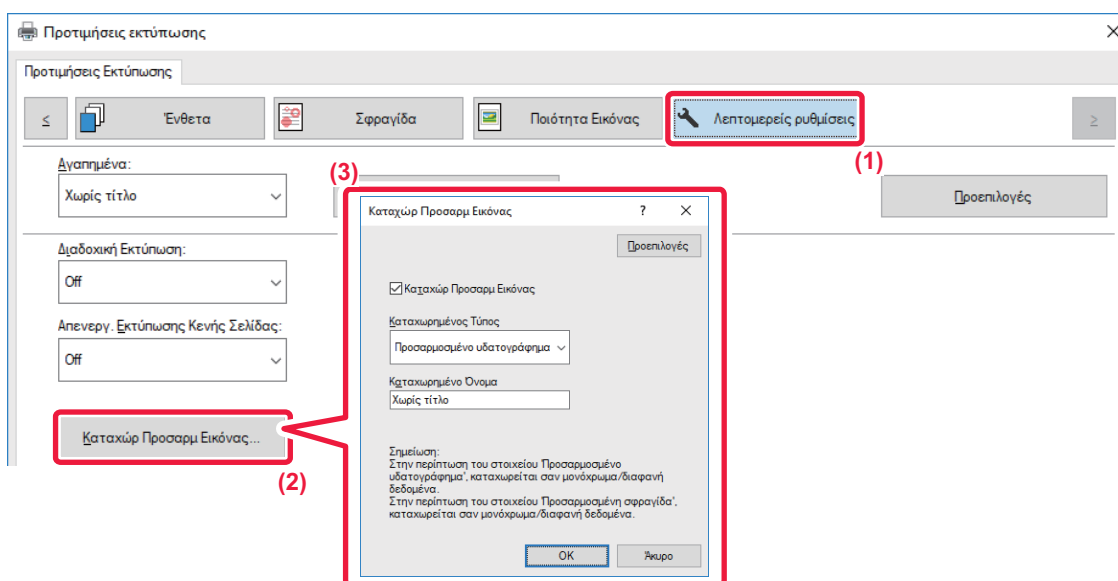 Προτιμήσεις εκτύπωσης
Προτιμήσεις Εκτύπωσης
<
Ένθετα
Σφραγίδα
Ποιότητα Εικόνας
Λεπτομερείς ρυθμίσεις
>
(1)
Αγαπημένα:
Χωρίς τίτλο
(3)
Προεπιλογές
Διαδοχική Εκτύπωση:
Off
Απενεργ. Εκτύπωσης Κενής Σελίδας:
Off
Καταχώρ Προσαρμ Εικόνας...
(2)
Καταχώρ Προσαρμ Εικόνας ?
Προεπιλογές
Καταχώρ Προσαρμ Εικόνας
Καταχωρημένος Τύπος
Προσαρμοσμένο υδατογράφημα
Καταχωρημένο Όνομα
Χωρίς τίτλο
Σημείωση:
Στην περίπτωση του στοιχείου 'Προσαρμοσμένο
υδατογράφημα', καταχωρείται σαν μονόχρωμα/διαφανή
δεδομένα.
Στην περίπτωση του στοιχείου 'Προσαρμοσμένη σφραγίδα',
καταχωρείται σαν μονόχρωμα/διαφανή δεδομένα.
OK
Άκυρο